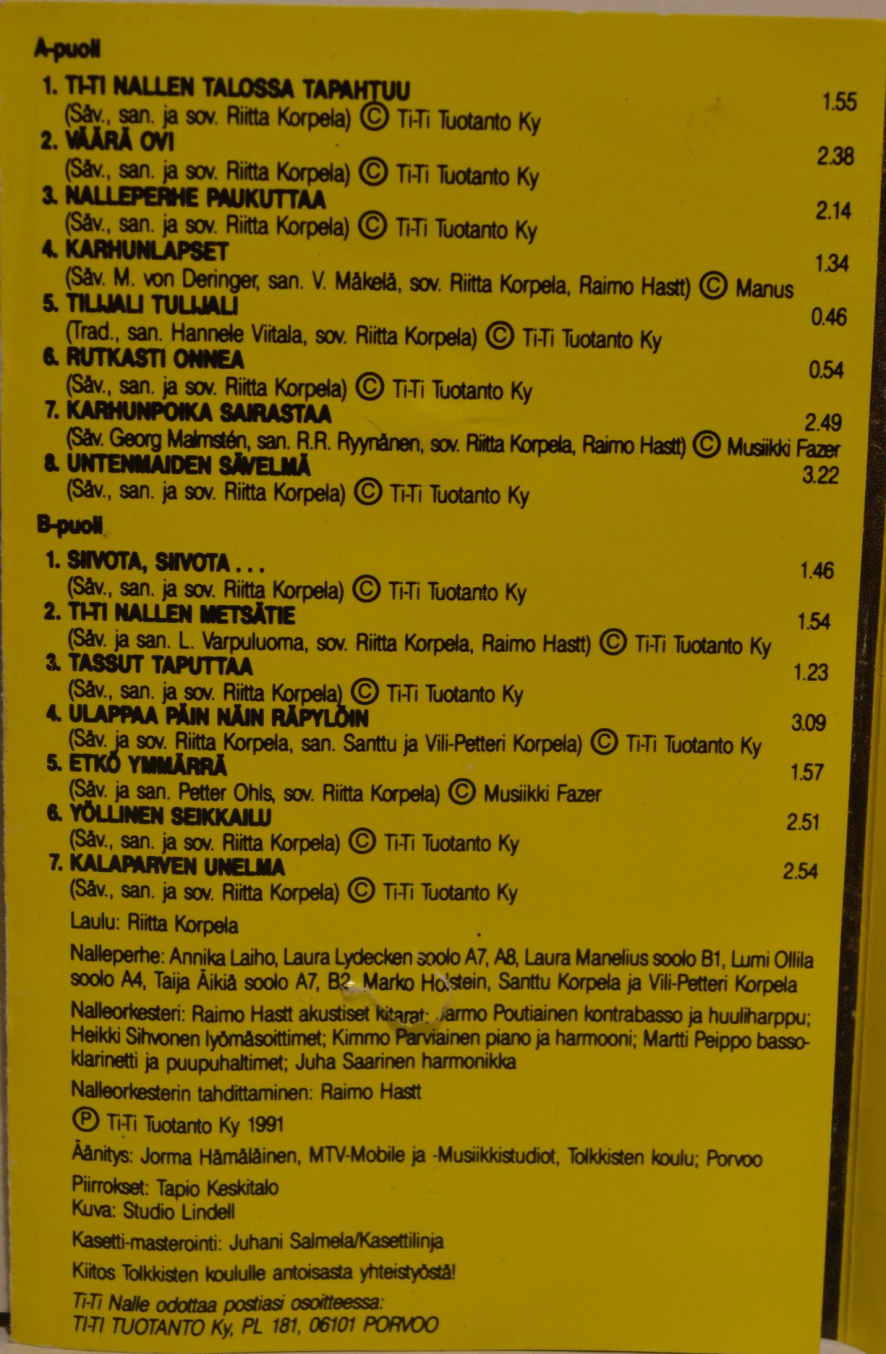 A-puoli
1. TI-TI NALLEN TALOSSA TAPAHTUU 1.55
(Säv., san. ja sov. Riitta Korpela) © Ti-Ti Tuotanto Ky
2. VÄÄRÄ OVI 2.38
(Säv., san. ja sov. Riitta Korpela) © Ti-Ti Tuotanto Ky
3. NALLEPERHE PAUKUTTAA 2.14
(Säv., san. ja sov. Riitta Korpela) © Ti-Ti Tuotanto Ky
4. KARHUNLAPSET 1.34
(Säv. M. von Deringer, san. V. Mäkelä, sov. Riitta Korpela, Raimo Hastt) © Manus
5. TILIJALI TULIJALI 0.46
(Trad., san. Hannele Viitala, sov. Riitta Korpela) © Ti-Ti Tuotanto Ky
6. RUTKASTI ONNEA 0.54
(Säv., san. ja sov. Riitta Korpela) © Ti-Ti Tuotanto Ky
7. KARHUNPOIKA SAIRASTAA 2.49
(Säv. Georg Malmstén, san. R.R. Ryynänen, sov. Riitta Korpela, Raimo Hastt) © Musiikki Fazer
8. UNTENMAIDEN SÄVELMÄ 3.22
(Säv., san. ja sov. Riitta Korpela) © Ti-Ti Tuotanto Ky
B-puoli
1. SIIVOTA, SIIVOTA . . . 1.46
(Säv., san. ja sov. Riitta Korpela) © Ti-Ti Tuotanto Ky
2. TI-TI NALLEN METSÄTIE 1.54
(Säv. ja san. L. Varpuluoma, sov. Riitta Korpela, Raimo Hastt) © Ti-Ti Tuotanto Ky
3. TASSUT TAPUTTAA 1.23
(Säv., san. ja sov. Riitta Korpela) © Ti-Ti Tuotanto Ky
4. ULAPPAA PÄIN NÄIN RÄPYLÖIN 3.09
(Säv. ja sov. Riitta Korpela, san. Santtu ja Vili-Petteri Korpela) © Ti-Ti Tuotanto Ky
5. ETKÖ YMMÄRRÄ 1.57
(Säv. ja san. Petter Ohls, sov. Riitta Korpela) © Musiikki Fazer
6. YÖLLINEN SEIKKAILU 2.51
(Säv., san. ja sov. Riitta Korpela) © Ti-Ti Tuotanto Ky
7. KALAPARVEN UNELMA 2.54
(Säv., san. ja sov. Riitta Korpela) © Ti-Ti Tuotanto Ky
Laulu: Riitta Korpela
Nalleperhe: Annika Laiho, Laura Lydecken soolo A7, A8, Laura Manelius soolo B1, Lumi Ollila
soolo A4, Taija Äikiä soolo A7, B2, Marko Holstein, Santtu Korpela ja Vili-Petteri Korpela
Nalleorkesteri: Raimo Hastt akustiset kitarat; Jarmo Poutiainen kontrabasso ja huuliharppu;
Heikki Sihvonen lyömäsoittimet; Kimmo Parviainen piano ja harmooni; Martti Peippo basso-
klarinetti ja puupuhaltimet; Juha Saarinen harmonikka
Nalleorkesterin tahdittaminen: Raimo Hastt
℗ Ti-Ti Tuotanto Ky 1991
Äänitys: Jorma Hämäläinen, MTV-Mobile ja -Musiikkistudiot, Tolkkisten koulu; Porvoo
Piirrokset: Tapio Keskitalo
Kuva: Studio Lindell
Kasetti-masterointi: Juhani Salmela/Kasettilinja
Kiitos Tolkkisten koululle antoisasta yhteistyöstä!
Ti-Ti Nalle odottaa postiasi osoitteessa:
TI-TI TUOTANTO Ky, PL 181, 06101 PORVOO